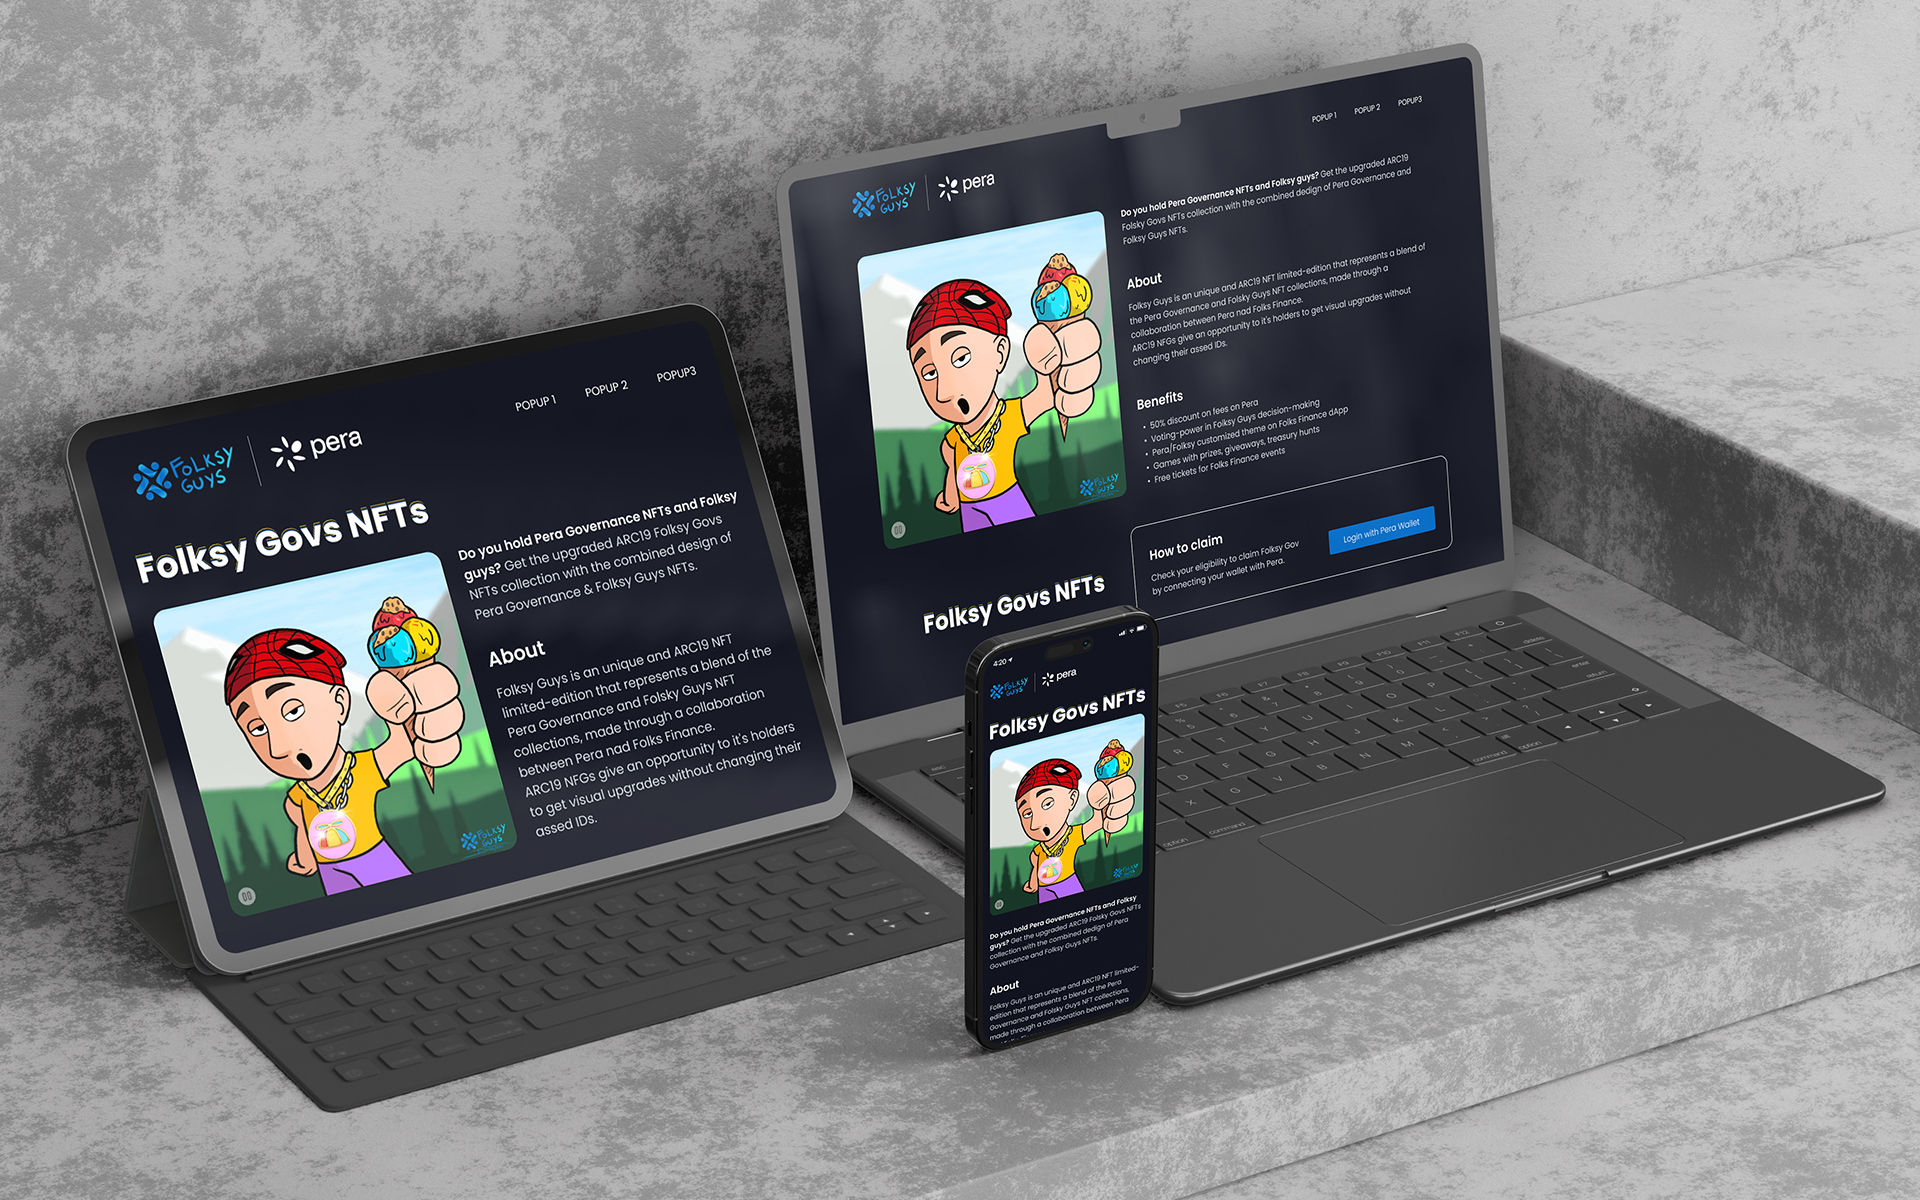 POPUP 1
POPUP 2
POPUP3
FOLKSY
GUYS
pera
Folksy Govs NFTs
Do you hold Pera Governance NFTs and Folksy
guys? Get the upgraded ARC19 Folksy Govs
NFTs collection with the combined design of
Pera Governance & Folksy Guys NFTs.
About
Folksy Guys is an unique and ARC19 NFT
limited-edition that represents a blend of the
Pera Governance and Folsky Guys NFT
collections, made through a collaboration
between Pera nad Folks Finance.
ARC19 NFGs give an opportunity to it's holders
to get visual upgrades without changing their
assed IDs.
FOLKSY
GUYS
POPUP 1
POPUP 2
POPUP3
FOLKSY
GUYS
pera
Do you hold Pera Governance NFTs and Folksy guys? Get the upgraded ARC19
Folsky Govs NFTs collection with the combined dedign of Pera Governance and
Folksy Guys NFTs.
About
Folksy Guys is an unique and ARC19 NFT limited-edition that represents a blend of
the Pera Governance and Folsky Guys NFT collections, made through a
collaboration between Pera nad Folks Finance.
ARC19 NFGs give an opportunity to it's holders to get visual upgrades without
changing their assed IDs.
Benefits
• 50% discount on fees on Pera
• Voting-power in Folksy Guys decision-making
• Pera/Folksy customized theme on Folks Finance dApp
• Games with prizes, giveaways, treasury hunts
• Free tickets for Folks Finance events
FOLKSY
GUYS
How to claim
Check your eligibility to claim Folksy Gov
by connecting your wallet with Pera.
Login with Pera Wallet
Folksy Govs NFTs
4:20
FOLKSY
GUYS
pera
Folksy Govs NFTs
FOLKSY
GUYS
Do you hold Pera Governance NFTs and Folksy
guys? Get the upgraded ARC19 Folsky Govs NFTs
collection with the combined dedign of Pera
Governance and Folksy Guys NFTs.
About
Folksy Guys is an unique and ARC19 NFT limited-
edition that represents a blend of the Pera
Governance and Folsky Guys NFT collections,
made through a collaboration between Pera
command
option
option
command